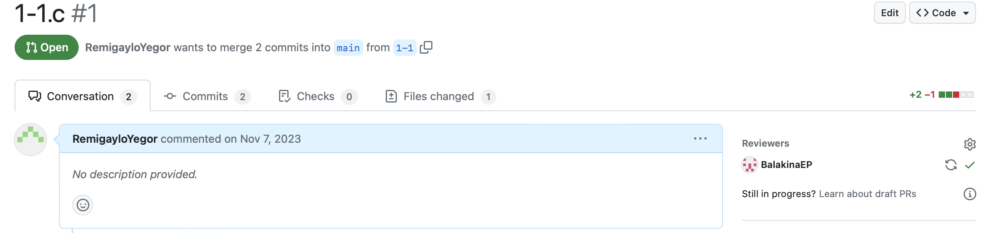 1-1.c #1
Edit
Code
Open
RemigayloYegor wants to merge 2 commits into main from 1-1
Conversation 2
Commits 2
Checks 0
Files changed 1
+2 −1
RemigayloYegor commented on Nov 7, 2023
No description provided.
Reviewers
BalakinaEP
Still in progress? Learn about draft PRs